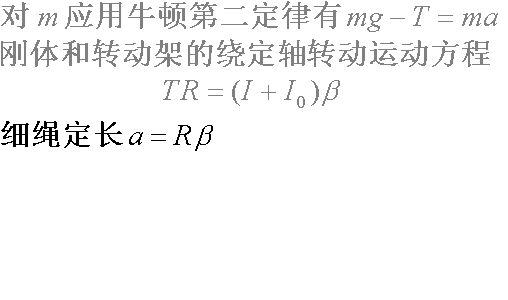 对 m 应用牛顿第二定律有 mg − T = ma
刚体和转动架的绕定轴转动运动方程
TR = (I + I₀)β
细绳定长 a = Rβ